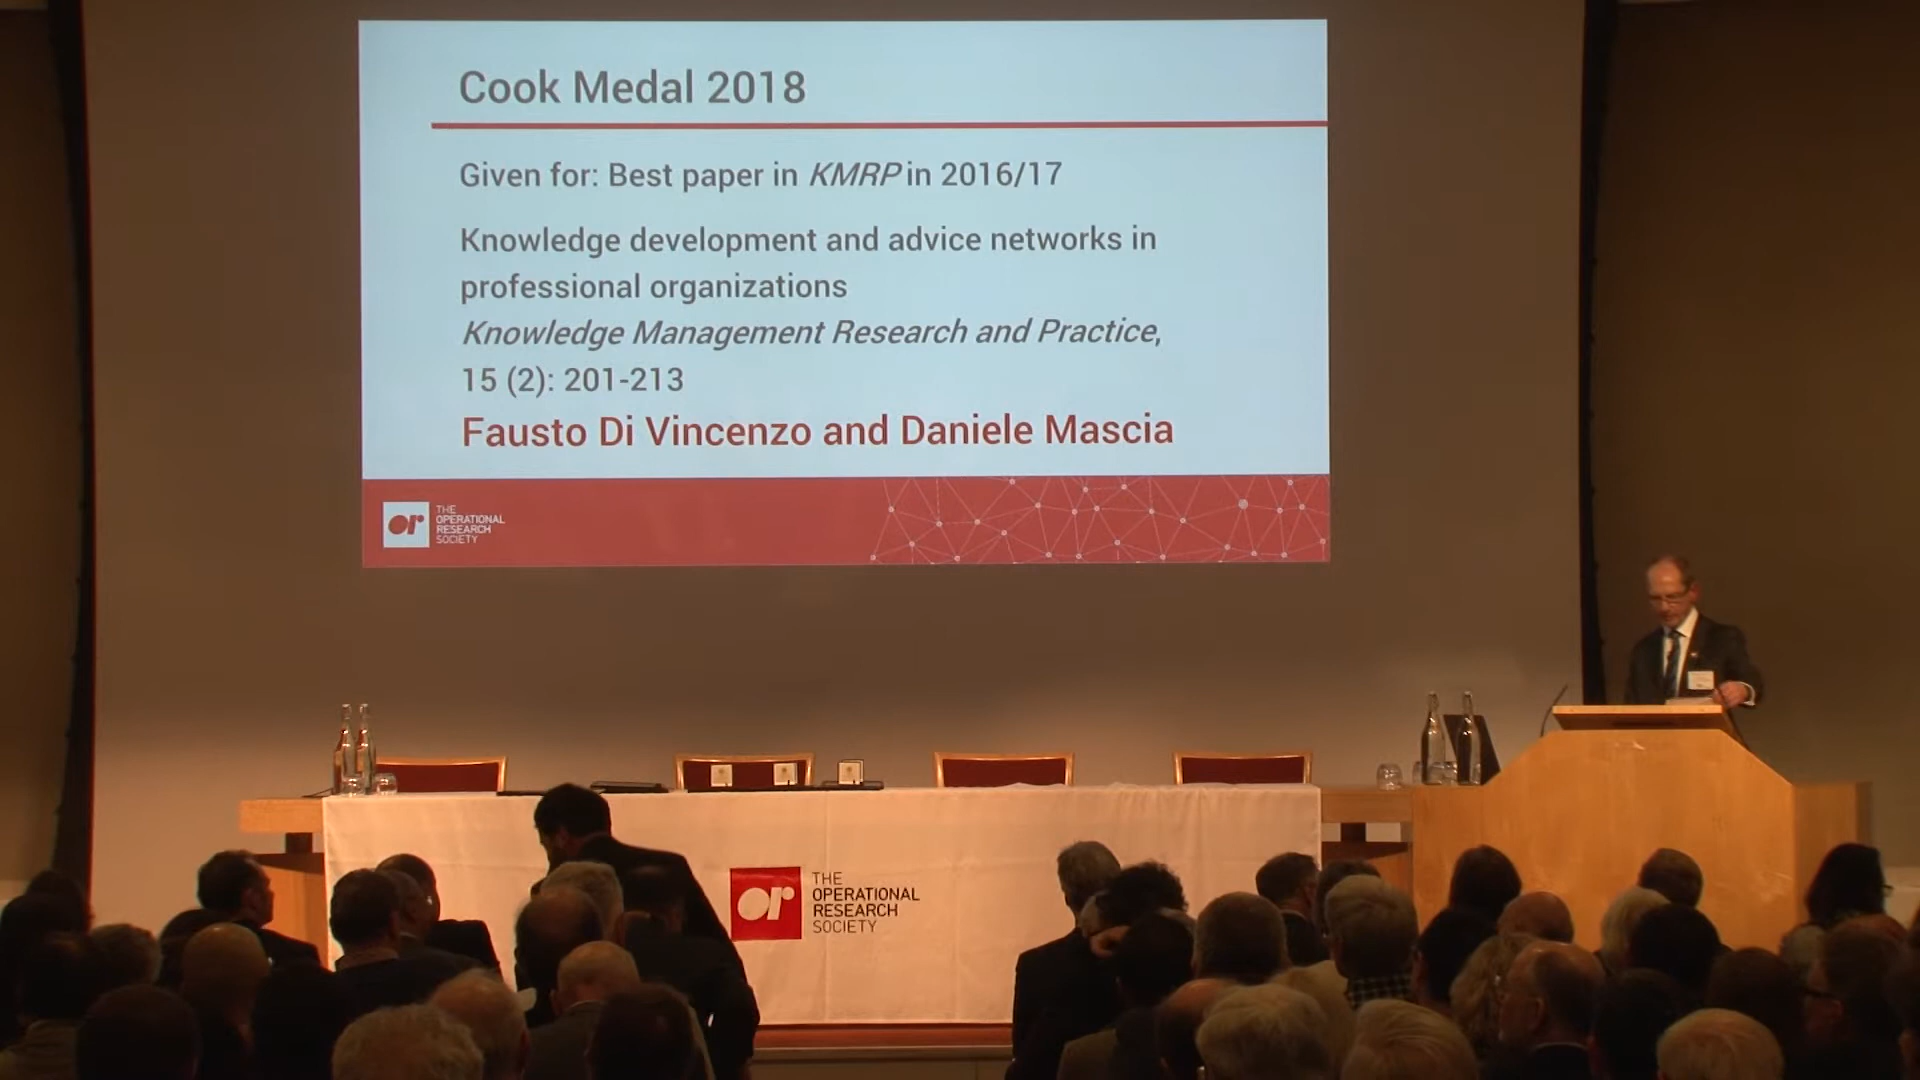 Cook Medal 2018
Given for: Best paper in KMRP in 2016/17
Knowledge development and advice networks in
professional organizations
Knowledge Management Research and Practice,
15 (2): 201-213
Fausto Di Vincenzo and Daniele Mascia
or
THE
OPERATIONAL
RESEARCH
SOCIETY
or
THE
OPERATIONAL
RESEARCH
SOCIETY